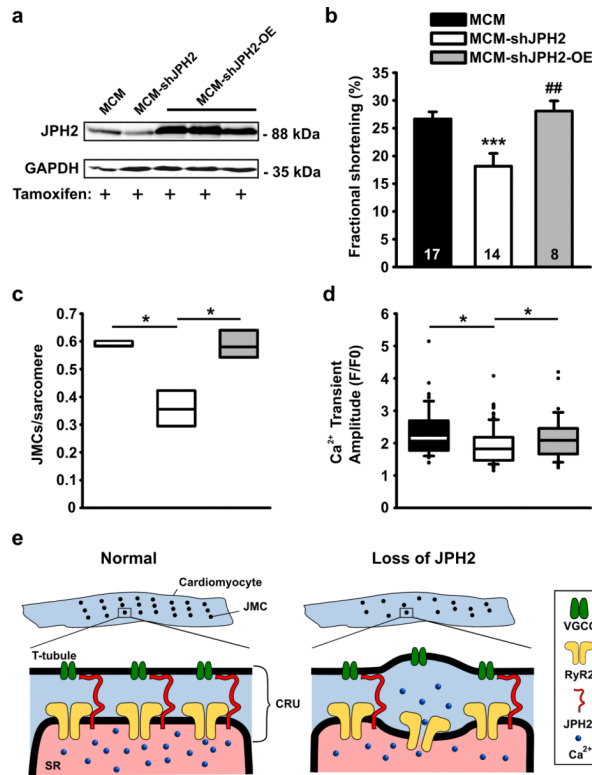 a
MCM
MCM-shJPH2
MCM-shJPH2-OE
JPH2
- 88 kDa
GAPDH
- 35 kDa
Tamoxifen: + + + + +
b
MCM
MCM-shJPH2
MCM-shJPH2-OE
Fractional shortening (%)
35
30
25
20
15
10
5
0
***
##
17
14
8
c
JMCs/sarcomere
0.7
0.6
0.5
0.4
0.3
0.2
0.1
0
*
*
d
Ca²⁺ Transient
Amplitude (F/F0)
6
5
4
3
2
1
0
*
*
e
Normal
Loss of JPH2
Cardiomyocyte
JMC
T-tubule
CRU
SR
VGCC
RyR2
JPH2
Ca²⁺